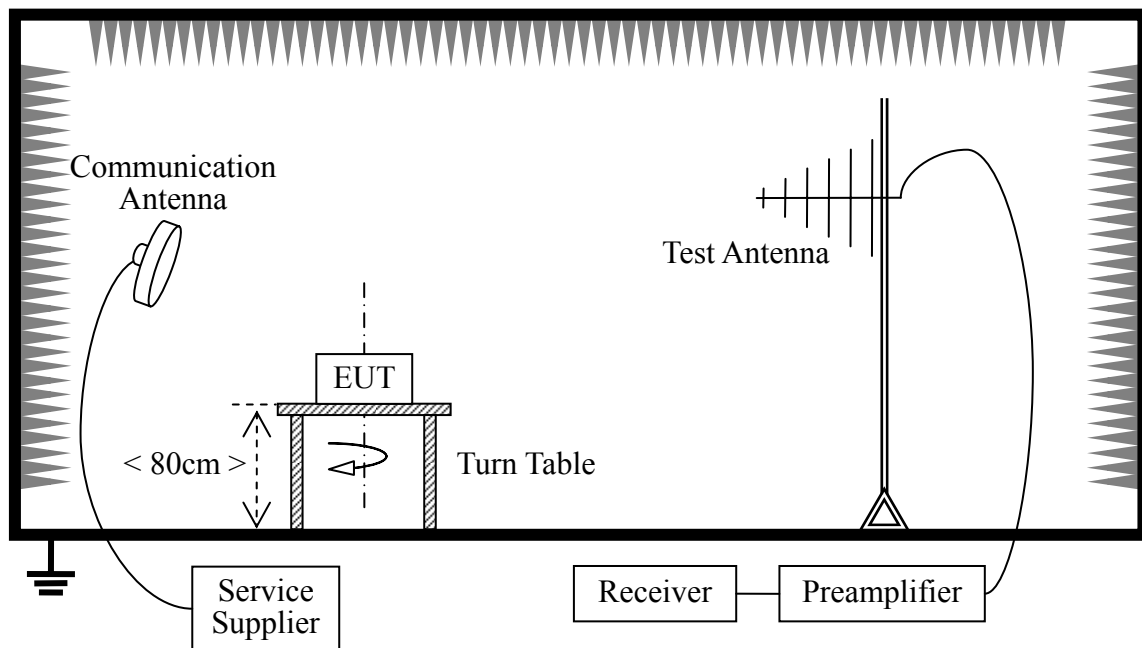 Communication
Antenna
Test Antenna
EUT
< 80cm >
Turn Table
Service
Supplier
Receiver
Preamplifier